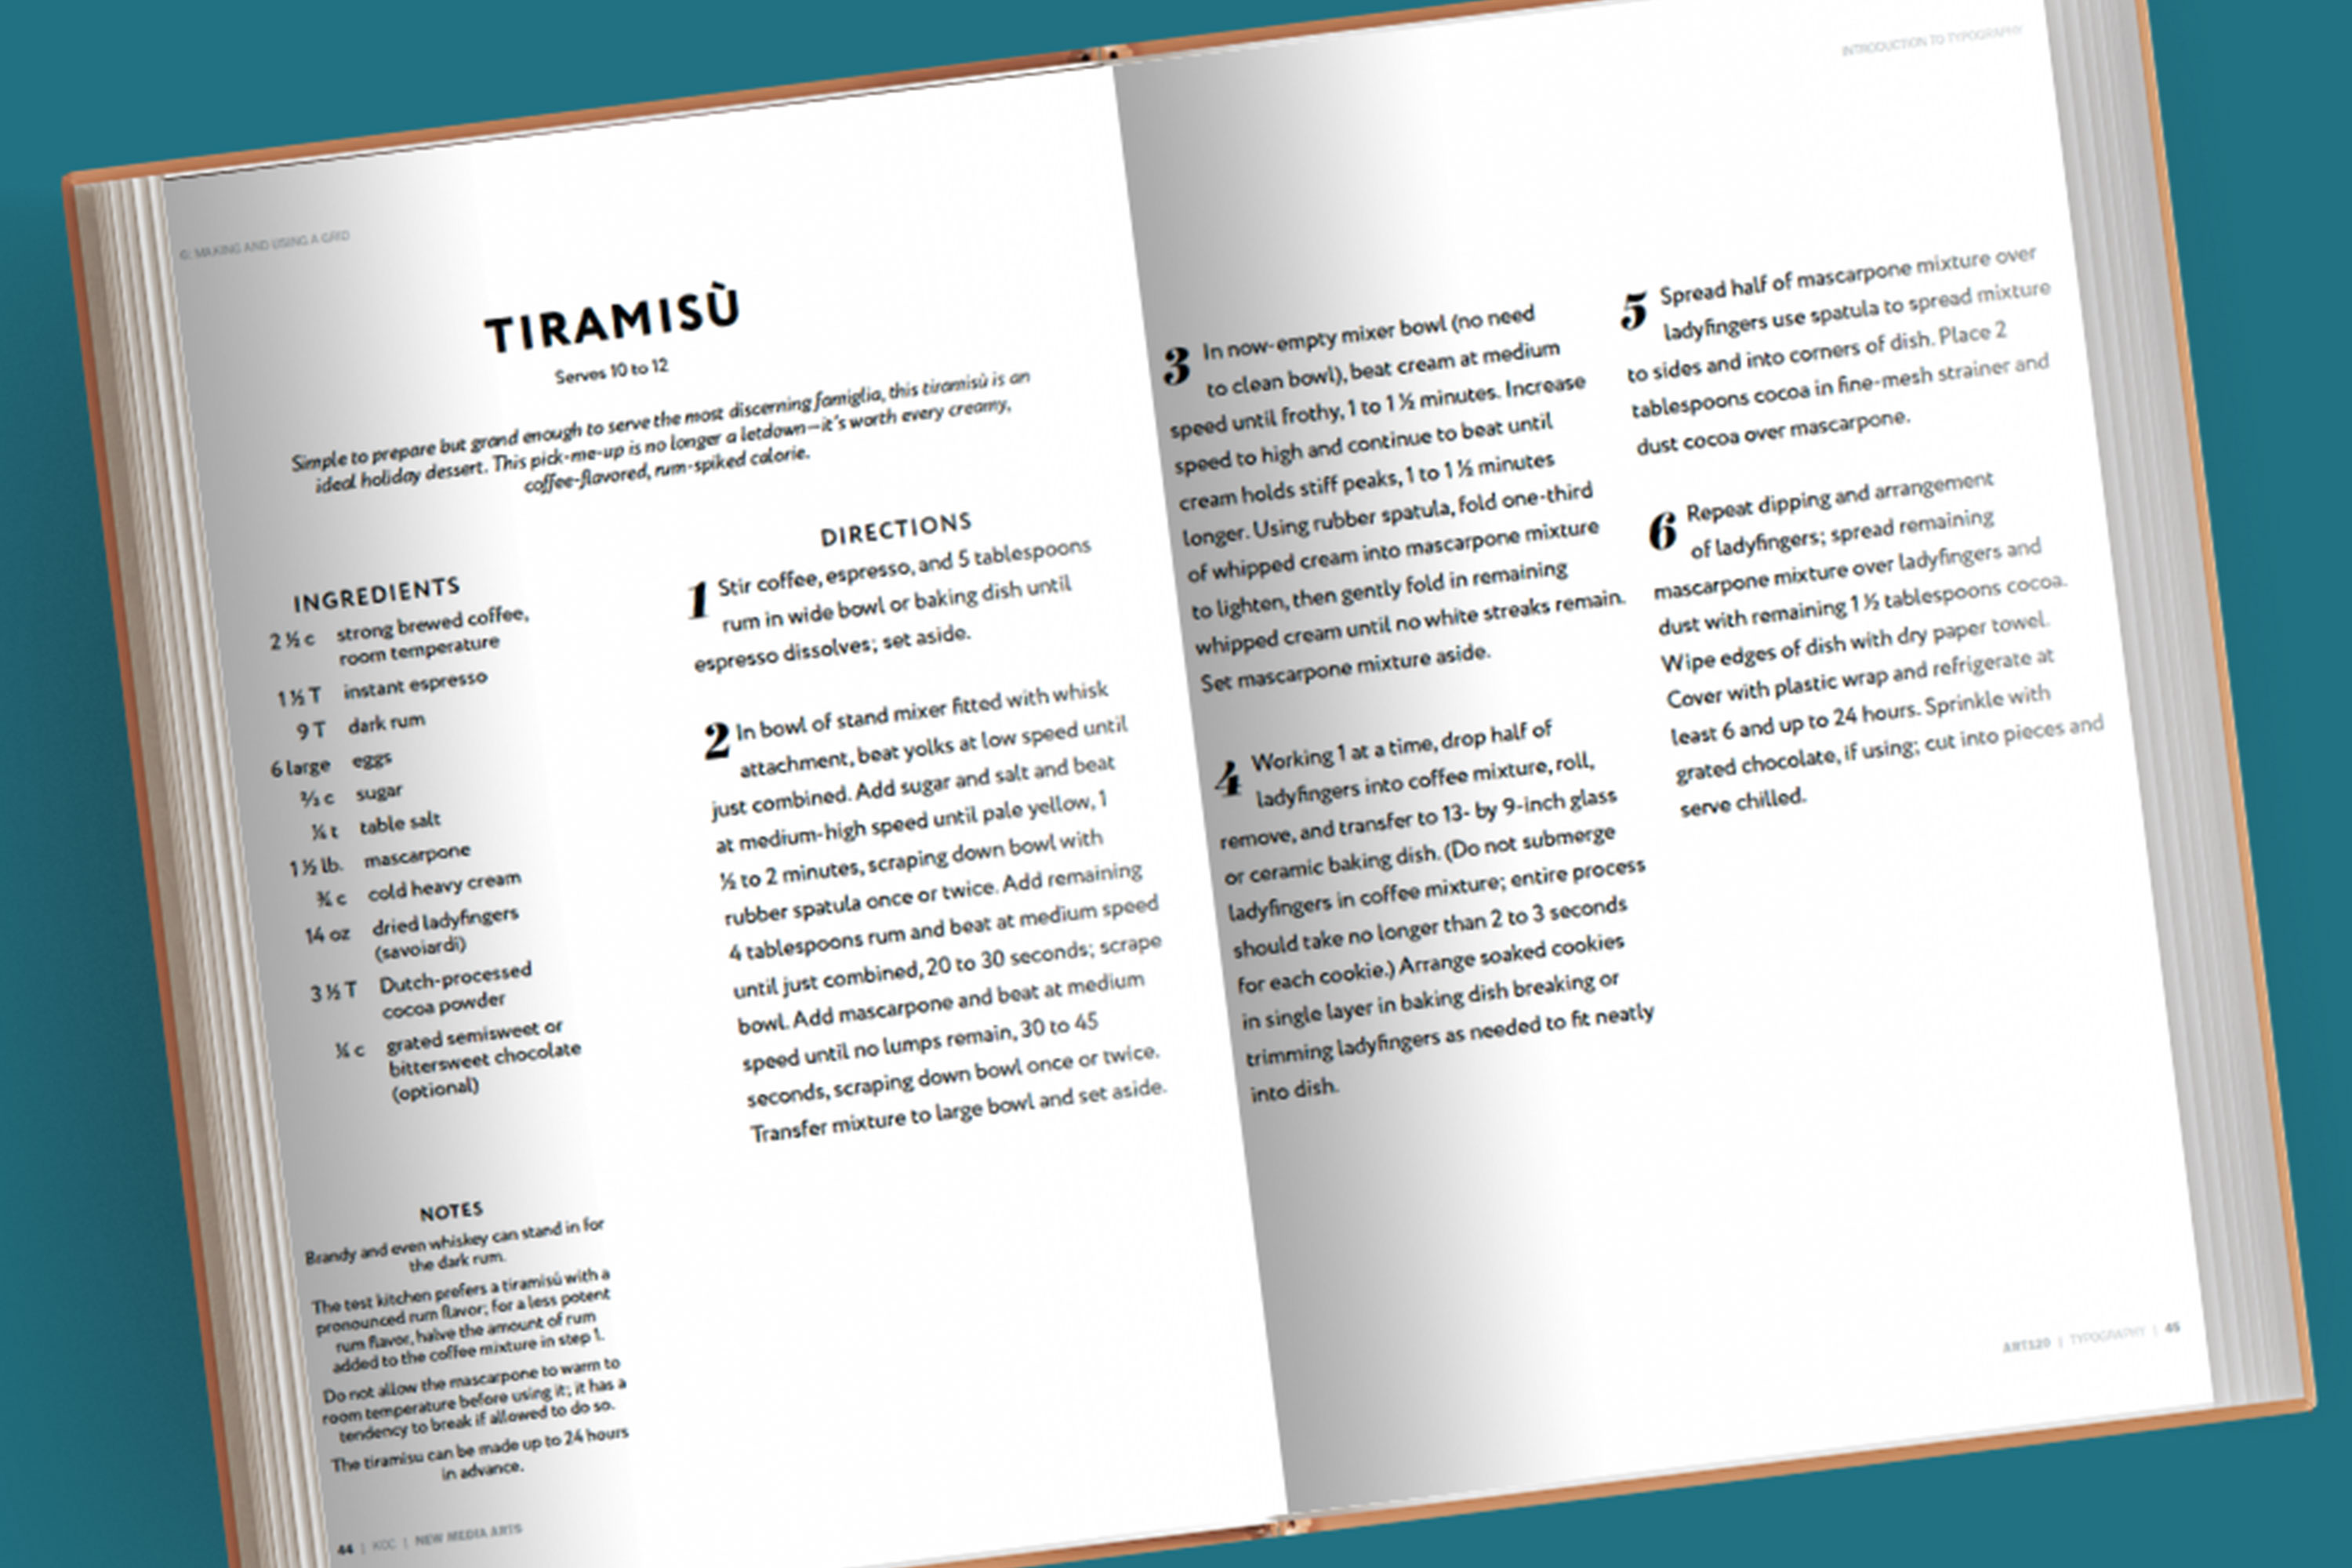 6: MAKING AND USING A GRID
TIRAMISÙ
Serves 10 to 12
Simple to prepare but grand enough to serve the most discerning famiglia, this tiramisù is an
ideal holiday dessert. This pick-me-up is no longer a letdown—it's worth every creamy,
coffee-flavored, rum-spiked calorie.
INGREDIENTS
2 ½ c strong brewed coffee,
room temperature
1 ½ T instant espresso
9 T dark rum
6 large eggs
⅔ c sugar
¼ t table salt
1 ½ lb. mascarpone
¾ c cold heavy cream
14 oz dried ladyfingers
(savoiardi)
3 ½ T Dutch-processed
cocoa powder
¼ c grated semisweet or
bittersweet chocolate
(optional)
NOTES
Brandy and even whiskey can stand in for
the dark rum.
The test kitchen prefers a tiramisù with a
pronounced rum flavor; for a less potent
rum flavor, halve the amount of rum
added to the coffee mixture in step 1.
Do not allow the mascarpone to warm to
room temperature before using it; it has a
tendency to break if allowed to do so.
The tiramisu can be made up to 24 hours
in advance.
44 | KCC | NEW MEDIA ARTS
DIRECTIONS
1 Stir coffee, espresso, and 5 tablespoons
rum in wide bowl or baking dish until
espresso dissolves; set aside.
2 In bowl of stand mixer fitted with whisk
attachment, beat yolks at low speed until
just combined. Add sugar and salt and beat
at medium-high speed until pale yellow, 1
½ to 2 minutes, scraping down bowl with
rubber spatula once or twice. Add remaining
4 tablespoons rum and beat at medium speed
until just combined, 20 to 30 seconds; scrape
bowl. Add mascarpone and beat at medium
speed until no lumps remain, 30 to 45
seconds, scraping down bowl once or twice.
Transfer mixture to large bowl and set aside.
INTRODUCTION TO TYPOGRAPHY
3 In now-empty mixer bowl (no need
to clean bowl), beat cream at medium
speed until frothy, 1 to 1 ½ minutes. Increase
speed to high and continue to beat until
cream holds stiff peaks, 1 to 1 ½ minutes
longer. Using rubber spatula, fold one-third
of whipped cream into mascarpone mixture
to lighten, then gently fold in remaining
whipped cream until no white streaks remain.
Set mascarpone mixture aside.
4 Working 1 at a time, drop half of
ladyfingers into coffee mixture, roll,
remove, and transfer to 13- by 9-inch glass
or ceramic baking dish. (Do not submerge
ladyfingers in coffee mixture; entire process
should take no longer than 2 to 3 seconds
for each cookie.) Arrange soaked cookies
in single layer in baking dish breaking or
trimming ladyfingers as needed to fit neatly
into dish.
5 Spread half of mascarpone mixture over
ladyfingers use spatula to spread mixture
to sides and into corners of dish. Place 2
tablespoons cocoa in fine-mesh strainer and
dust cocoa over mascarpone.
6 Repeat dipping and arrangement
of ladyfingers; spread remaining
mascarpone mixture over ladyfingers and
dust with remaining 1 ½ tablespoons cocoa.
Wipe edges of dish with dry paper towel.
Cover with plastic wrap and refrigerate at
least 6 and up to 24 hours. Sprinkle with
grated chocolate, if using; cut into pieces and
serve chilled.
ART120 | TYPOGRAPHY | 45